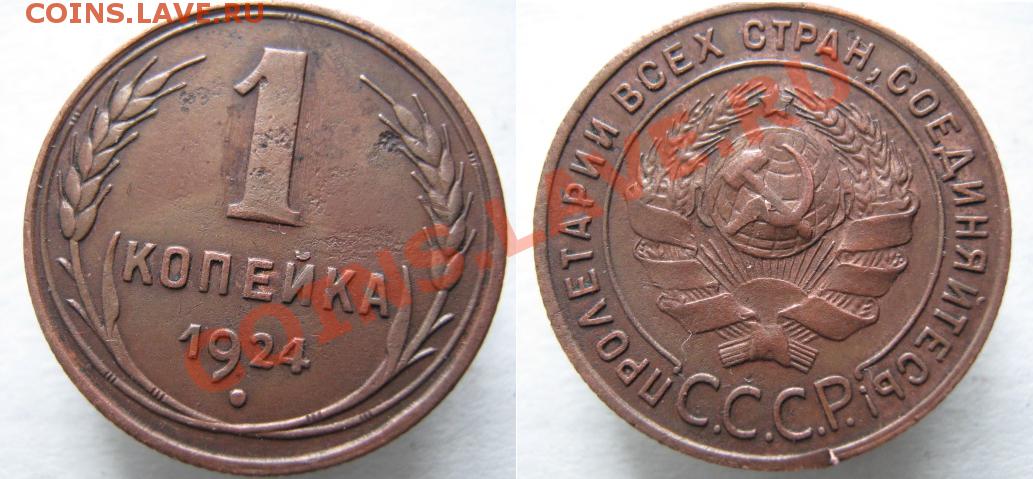 COINS.LAVE.RU
1
КОПЕЙКА
1924
COINS.LAVE.RU
ПРОЛЕТАРИИ ВСЕХ СТРАН, СОЕДИНЯЙТЕСЬ!
С.С.С.Р.